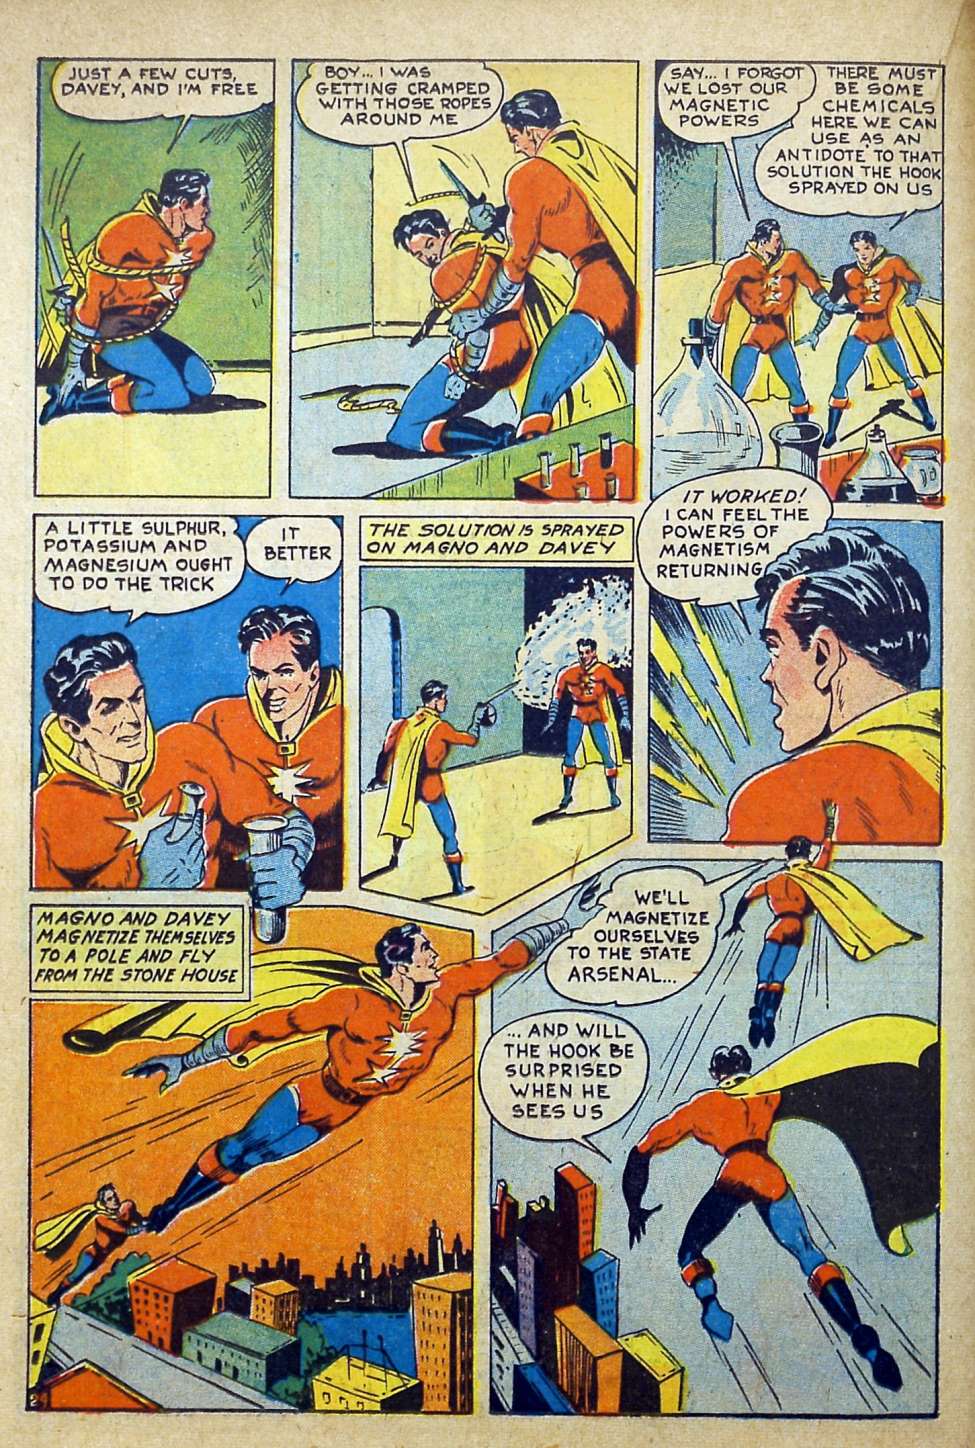 JUST A FEW CUTS,
DAVEY, AND I'M FREE
BOY... I WAS
GETTING CRAMPED
WITH THOSE ROPES
AROUND ME
SAY... I FORGOT
WE LOST OUR
MAGNETIC
POWERS
THERE MUST
BE SOME
CHEMICALS
HERE WE CAN
USE AS AN
ANTIDOTE TO THAT
SOLUTION THE HOOK
SPRAYED ON US
A LITTLE SULPHUR,
POTASSIUM AND
MAGNESIUM OUGHT
TO DO THE TRICK
IT
BETTER
THE SOLUTION IS SPRAYED
ON MAGNO AND DAVEY
IT WORKED!
I CAN FEEL THE
POWERS OF
MAGNETISM
RETURNING
MAGNO AND DAVEY
MAGNETIZE THEMSELVES
TO A POLE AND FLY
FROM THE STONE HOUSE
WE'LL
MAGNETIZE
OURSELVES
TO THE STATE
ARSENAL...
... AND WILL
THE HOOK BE
SURPRISED
WHEN HE
SEES US